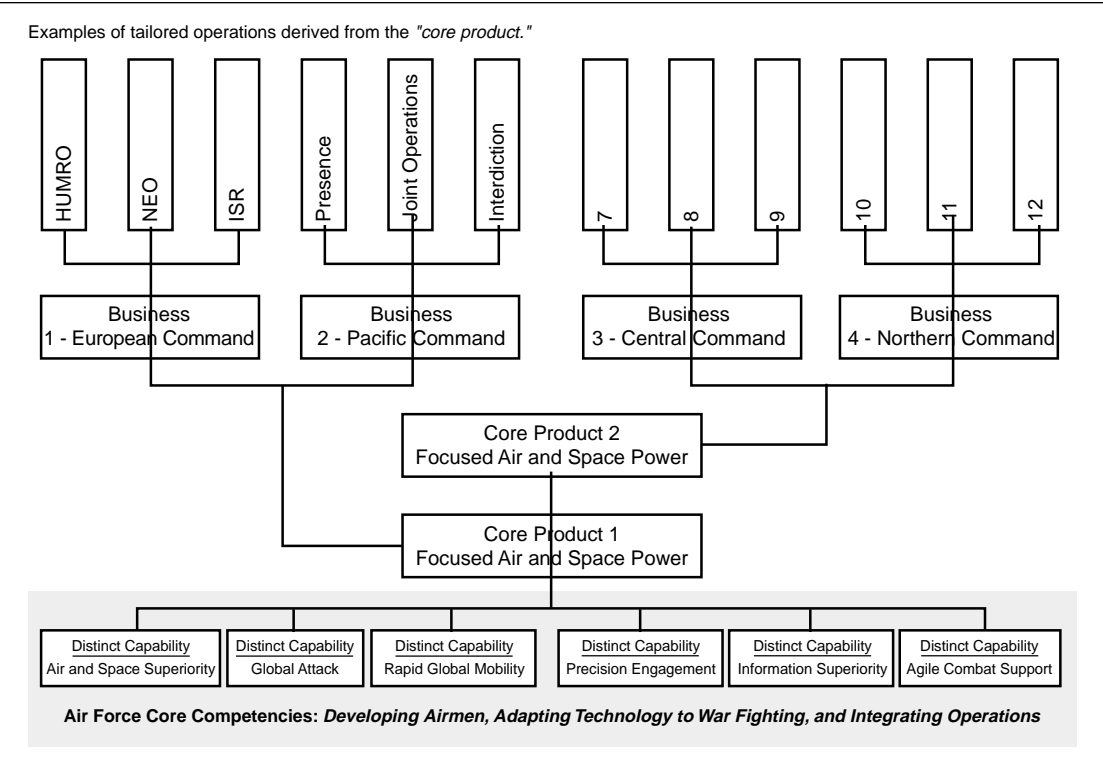 Examples of tailored operations derived from the "core product."
HUMRO
NEO
ISR
Presence
Joint Operations
Interdiction
7
8
9
10
11
12
Business
1 - European Command
Business
2 - Pacific Command
Business
3 - Central Command
Business
4 - Northern Command
Core Product 2
Focused Air and Space Power
Core Product 1
Focused Air and Space Power
Distinct Capability
Air and Space Superiority
Distinct Capability
Global Attack
Distinct Capability
Rapid Global Mobility
Distinct Capability
Precision Engagement
Distinct Capability
Information Superiority
Distinct Capability
Agile Combat Support
Air Force Core Competencies: Developing Airmen, Adapting Technology to War Fighting, and Integrating Operations